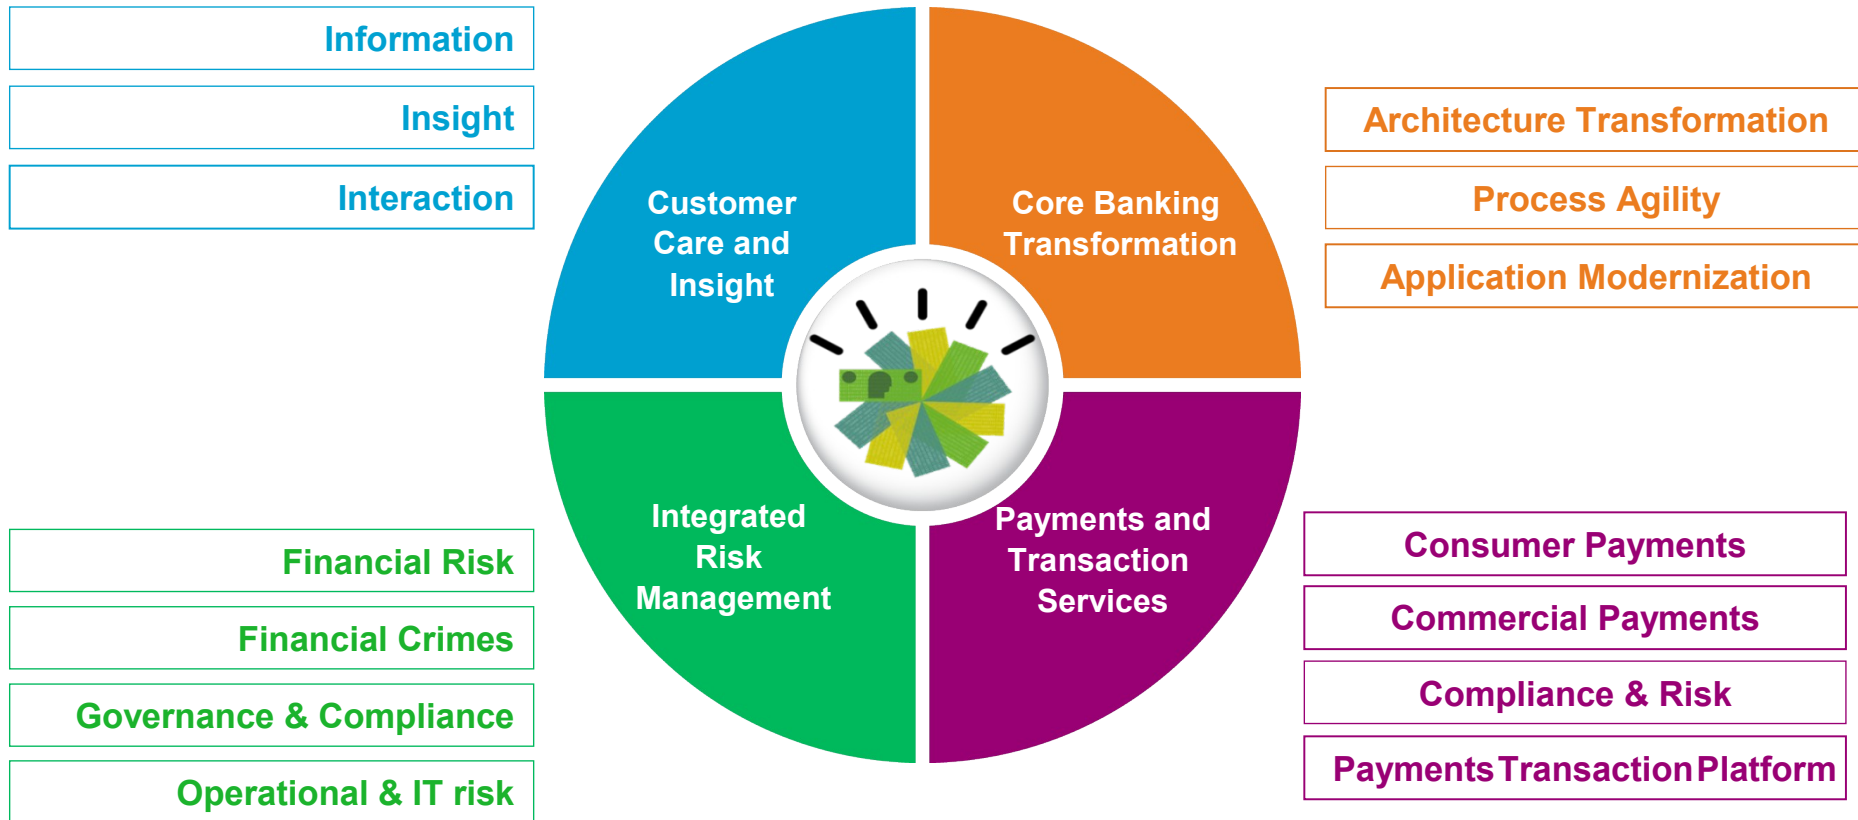 Information
Insight
Interaction
Customer
Care and
Insight
Core Banking
Transformation
Architecture Transformation
Process Agility
Application Modernization
Integrated
Risk
Management
Payments and
Transaction
Services
Financial Risk
Financial Crimes
Governance & Compliance
Operational & IT risk
Consumer Payments
Commercial Payments
Compliance & Risk
Payments Transaction Platform